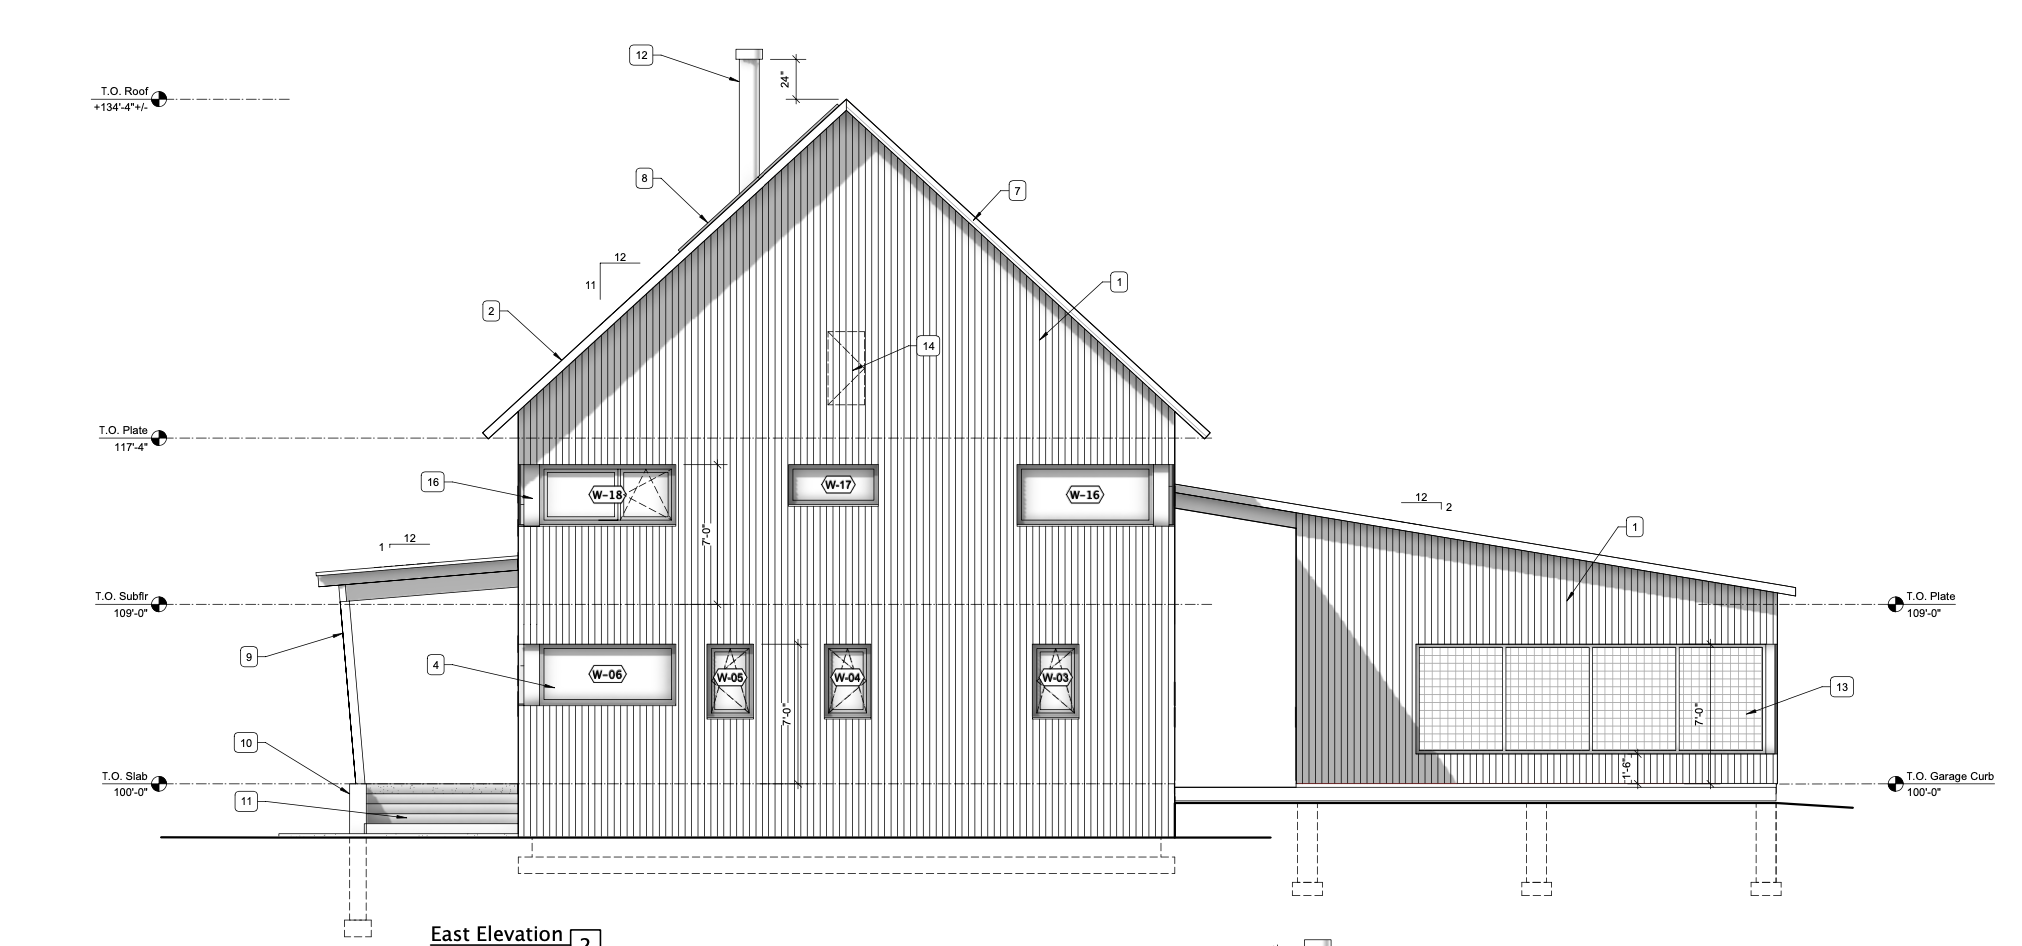 12
24"
T.O. Roof
+134'-4"+/-
8
7
12
11
1
2
14
T.O. Plate
117'-4"
16
W-18
W-17
W-16
12
2
1
7'-0"
12
1
T.O. Subflr
109'-0"
T.O. Plate
109'-0"
9
4
W-06
W-05
W-04
W-03
13
7'-0"
7'-0"
10
1'-6"
T.O. Slab
100'-0"
T.O. Garage Curb
100'-0"
11
East Elevation
2